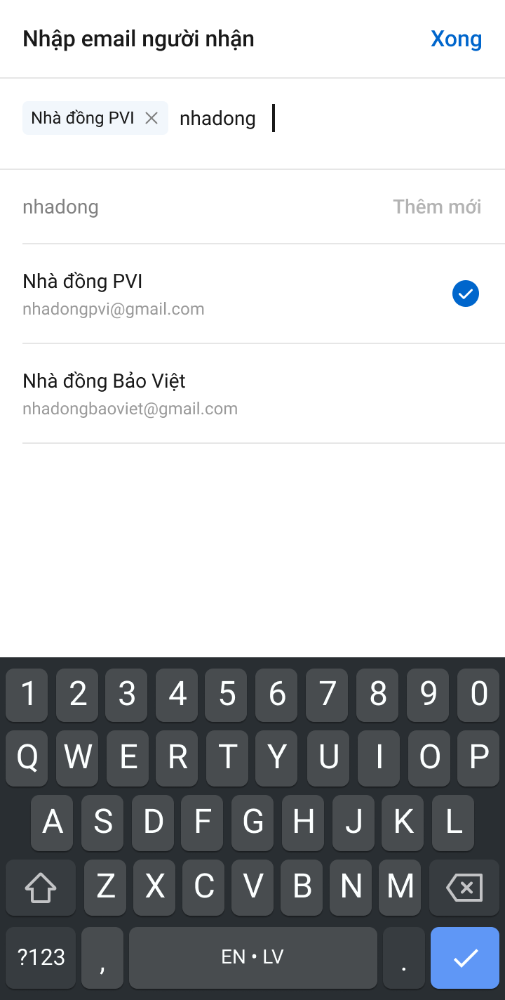 Nhập email người nhận Xong
Nhà đồng PVI nhadong
nhadong Thêm mới
Nhà đồng PVI
nhadongpvi@gmail.com
Nhà đồng Bảo Việt
nhadongbaoviet@gmail.com
1 2 3 4 5 6 7 8 9 0
Q W E R T Y U I O P
A S D F G H J K L
Z X C V B N M
?123 , EN • LV .